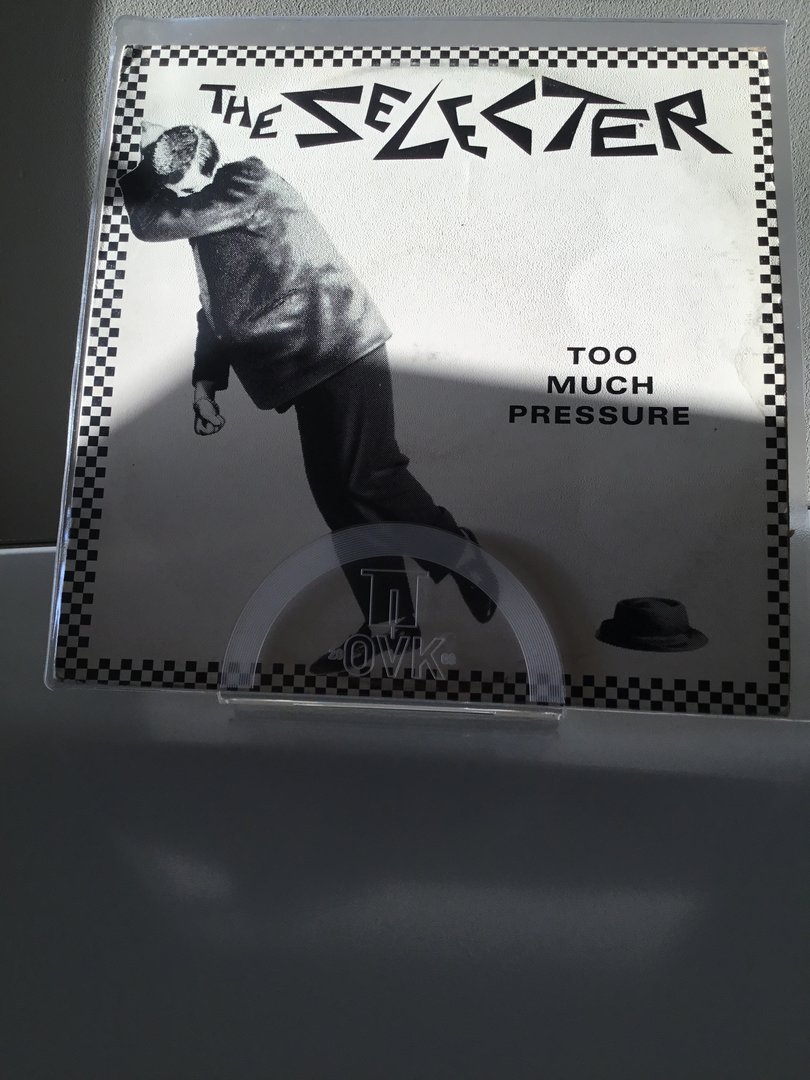 THE SELECTER
TOO
MUCH
PRESSURE
OVK